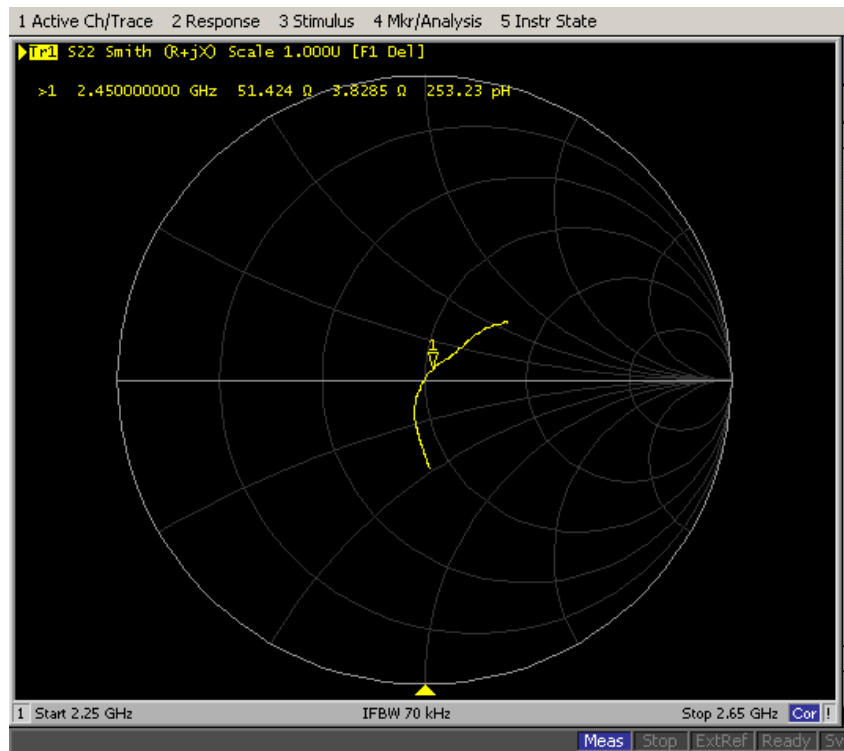 1 Active Ch/Trace 2 Response 3 Stimulus 4 Mkr/Analysis 5 Instr State
Tr1 S22 Smith (R+jX) Scale 1.000U [F1 Del]
>1 2.450000000 GHz 51.424 Ω 3.8285 Ω 253.23 pH
1
1 Start 2.25 GHz IFBW 70 kHz Stop 2.65 GHz Cor !
Meas Stop ExtRef Ready Sv